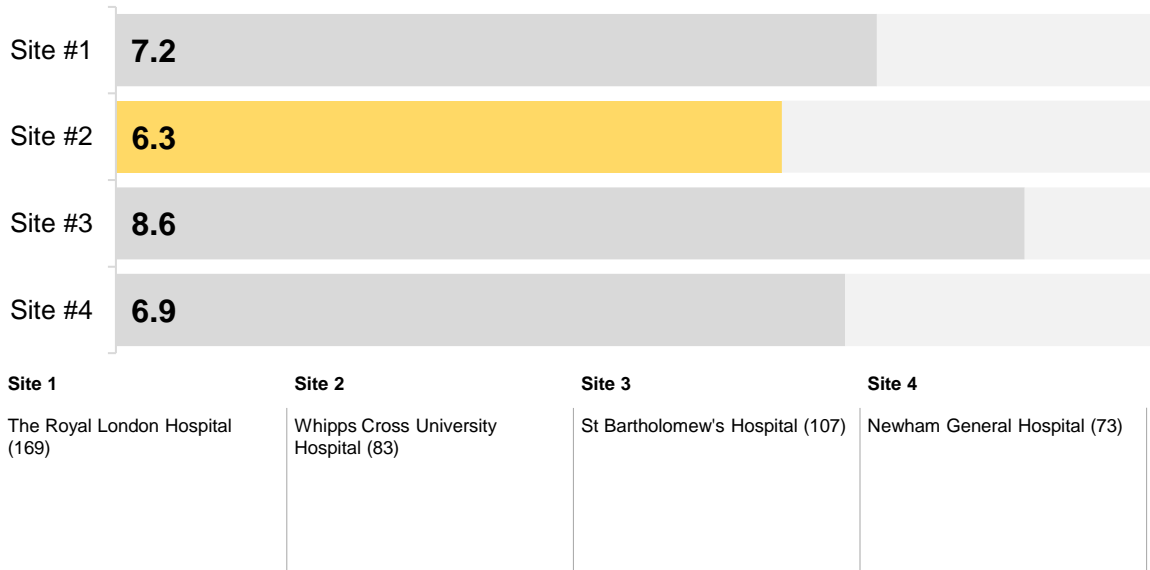 Site #1
7.2
Site #2
6.3
Site #3
8.6
Site #4
6.9
Site 1
The Royal London Hospital
(169)
Site 2
Whipps Cross University
Hospital (83)
Site 3
St Bartholomew's Hospital (107)
Site 4
Newham General Hospital (73)